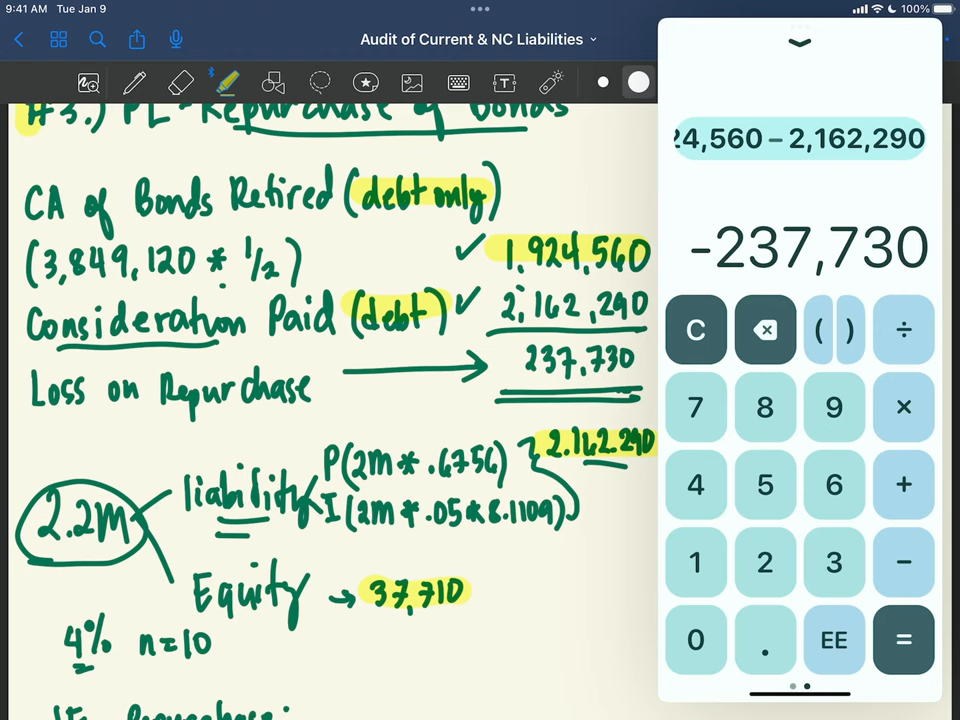 9:41 AM Tue Jan 9
100%
Audit of Current & NC Liabilities
#3.) PL - Repurchase of Bonds
24,560 − 2,162,290
-237,730
CA of Bonds Retired (debt only)
(3,849,120 * 1/2) ✓ 1,924,560
Consideration Paid (debt) ✓ 2,162,290
Loss on Repurchase → 237,730
2.2m
liability P(2m * .6756) 2.162.290
I (2m * .05 * 8.1109)
Equity → 37,710
4% n=10
C ( ) ÷
7 8 9 ×
4 5 6 +
1 2 3 −
0 . EE =